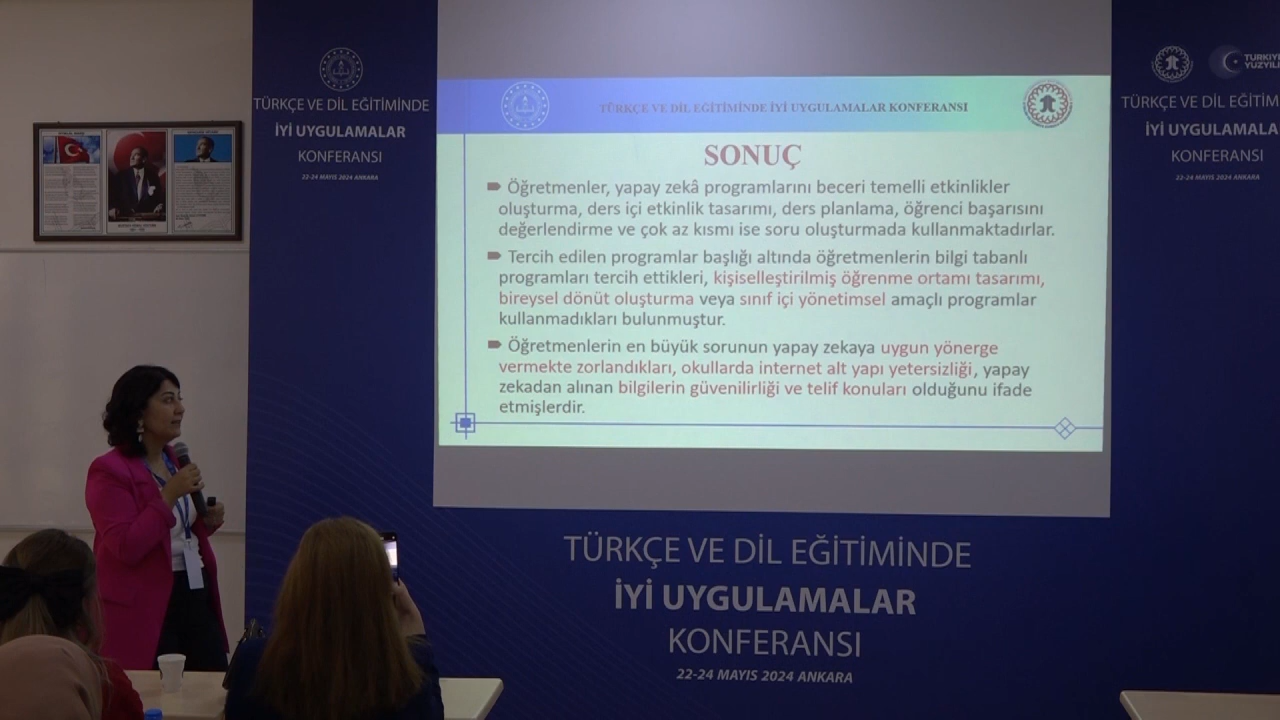 TÜRKÇE VE DİL EĞİTİMİNDE
İYİ UYGULAMALAR
KONFERANSI
22-24 MAYIS 2024 ANKARA
TÜRKÇE VE DİL EĞİTİMİNDE İYİ UYGULAMALAR KONFERANSI
SONUÇ
Öğretmenler, yapay zekâ programlarını beceri temelli etkinlikler
oluşturma, ders içi etkinlik tasarımı, ders planlama, öğrenci başarısını
değerlendirme ve çok az kısmı ise soru oluşturmada kullanmaktadırlar.
Tercih edilen programlar başlığı altında öğretmenlerin bilgi tabanlı
programları tercih ettikleri, kişiselleştirilmiş öğrenme ortamı tasarımı,
bireysel dönüt oluşturma veya sınıf içi yönetimsel amaçlı programlar
kullanmadıkları bulunmuştur.
Öğretmenlerin en büyük sorunun yapay zekaya uygun yönerge
vermekte zorlandıkları, okullarda internet alt yapı yetersizliği, yapay
zekadan alınan bilgilerin güvenilirliği ve telif konuları olduğunu ifade
etmişlerdir.
TÜRKİYE
YÜZYILI
TÜRKÇE VE DİL EĞİTİM
İYİ UYGULAMA
KONFERANSI
22-24 MAYIS 2024 ANKARA
TÜRKÇE VE DİL EĞİTİMİNDE
İYİ UYGULAMALAR
KONFERANSI
22-24 MAYIS 2024 ANKARA